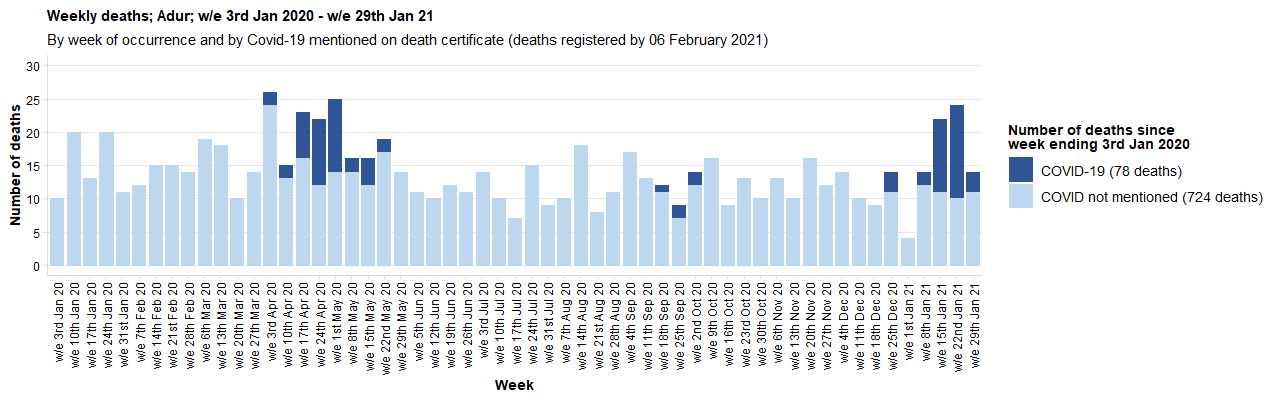 Weekly deaths; Adur; w/e 3rd Jan 2020 - w/e 29th Jan 21
By week of occurrence and by Covid-19 mentioned on death certificate (deaths registered by 06 February 2021)
Number of deaths
30
25
20
15
10
5
0
w/e 3rd Jan 20
w/e 10th Jan 20
w/e 17th Jan 20
w/e 24th Jan 20
w/e 31st Jan 20
w/e 7th Feb 20
w/e 14th Feb 20
w/e 21st Feb 20
w/e 28th Feb 20
w/e 6th Mar 20
w/e 13th Mar 20
w/e 20th Mar 20
w/e 27th Mar 20
w/e 3rd Apr 20
w/e 10th Apr 20
w/e 17th Apr 20
w/e 24th Apr 20
w/e 1st May 20
w/e 8th May 20
w/e 15th May 20
w/e 22nd May 20
w/e 29th May 20
w/e 5th Jun 20
w/e 12th Jun 20
w/e 19th Jun 20
w/e 26th Jun 20
w/e 3rd Jul 20
w/e 10th Jul 20
w/e 17th Jul 20
w/e 24th Jul 20
w/e 31st Jul 20
w/e 7th Aug 20
w/e 14th Aug 20
w/e 21st Aug 20
w/e 28th Aug 20
w/e 4th Sep 20
w/e 11th Sep 20
w/e 18th Sep 20
w/e 25th Sep 20
w/e 2nd Oct 20
w/e 9th Oct 20
w/e 16th Oct 20
w/e 23rd Oct 20
w/e 30th Oct 20
w/e 6th Nov 20
w/e 13th Nov 20
w/e 20th Nov 20
w/e 27th Nov 20
w/e 4th Dec 20
w/e 11th Dec 20
w/e 18th Dec 20
w/e 25th Dec 20
w/e 1st Jan 21
w/e 8th Jan 21
w/e 15th Jan 21
w/e 22nd Jan 21
w/e 29th Jan 21
Week
Number of deaths since
week ending 3rd Jan 2020
COVID-19 (78 deaths)
COVID not mentioned (724 deaths)